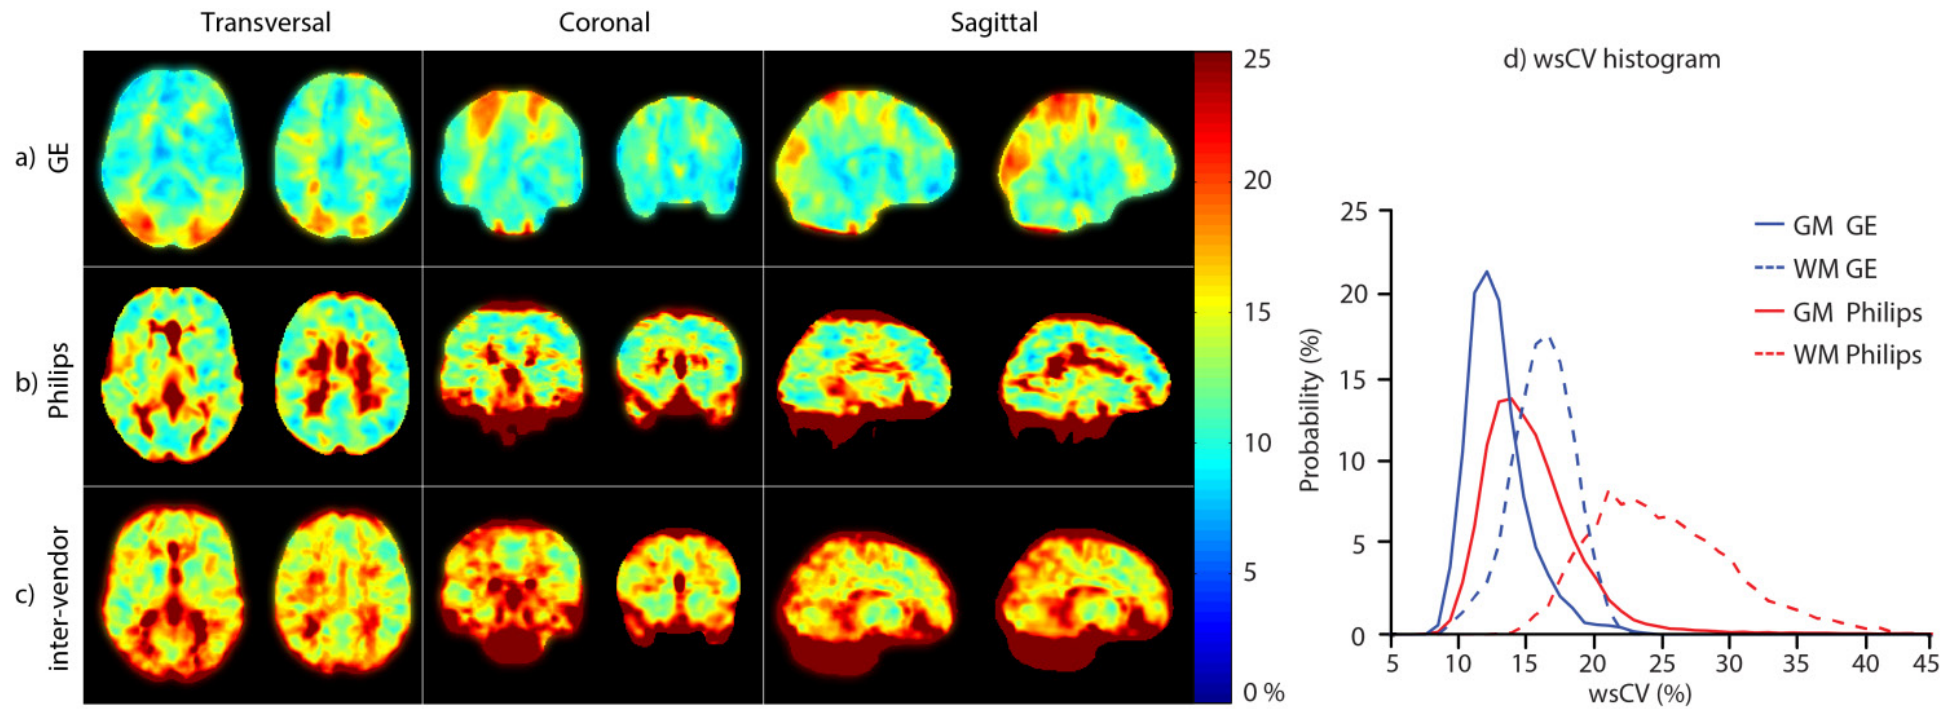 Transversal
Coronal
Sagittal
a) GE
b) Philips
c) inter-vendor
25
20
15
10
5
0 %
d) wsCV histogram
GM GE
WM GE
GM Philips
WM Philips
Probability (%)
25
20
15
10
5
0
5 10 15 20 25 30 35 40 45
wsCV (%)